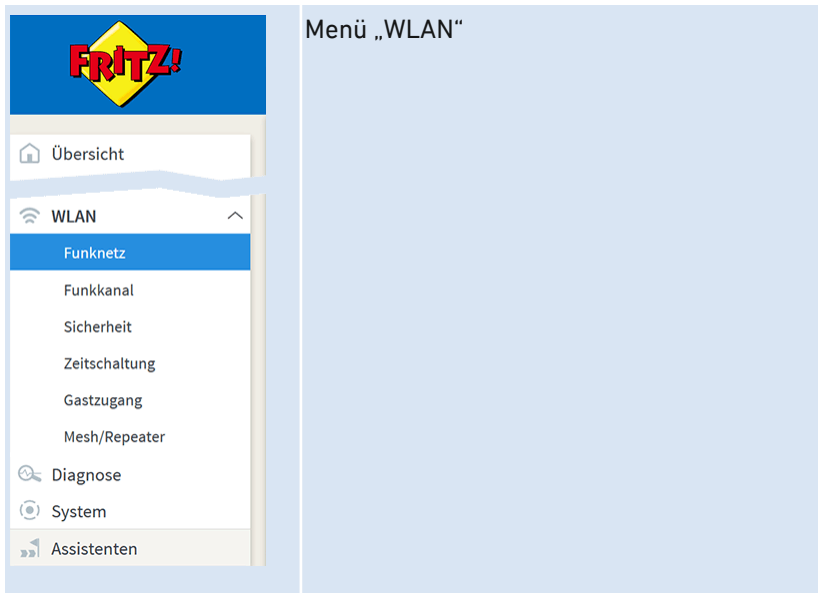 FRITZ!
Menü „WLAN“
Übersicht
WLAN
Funknetz
Funkkanal
Sicherheit
Zeitschaltung
Gastzugang
Mesh/Repeater
Diagnose
System
Assistenten